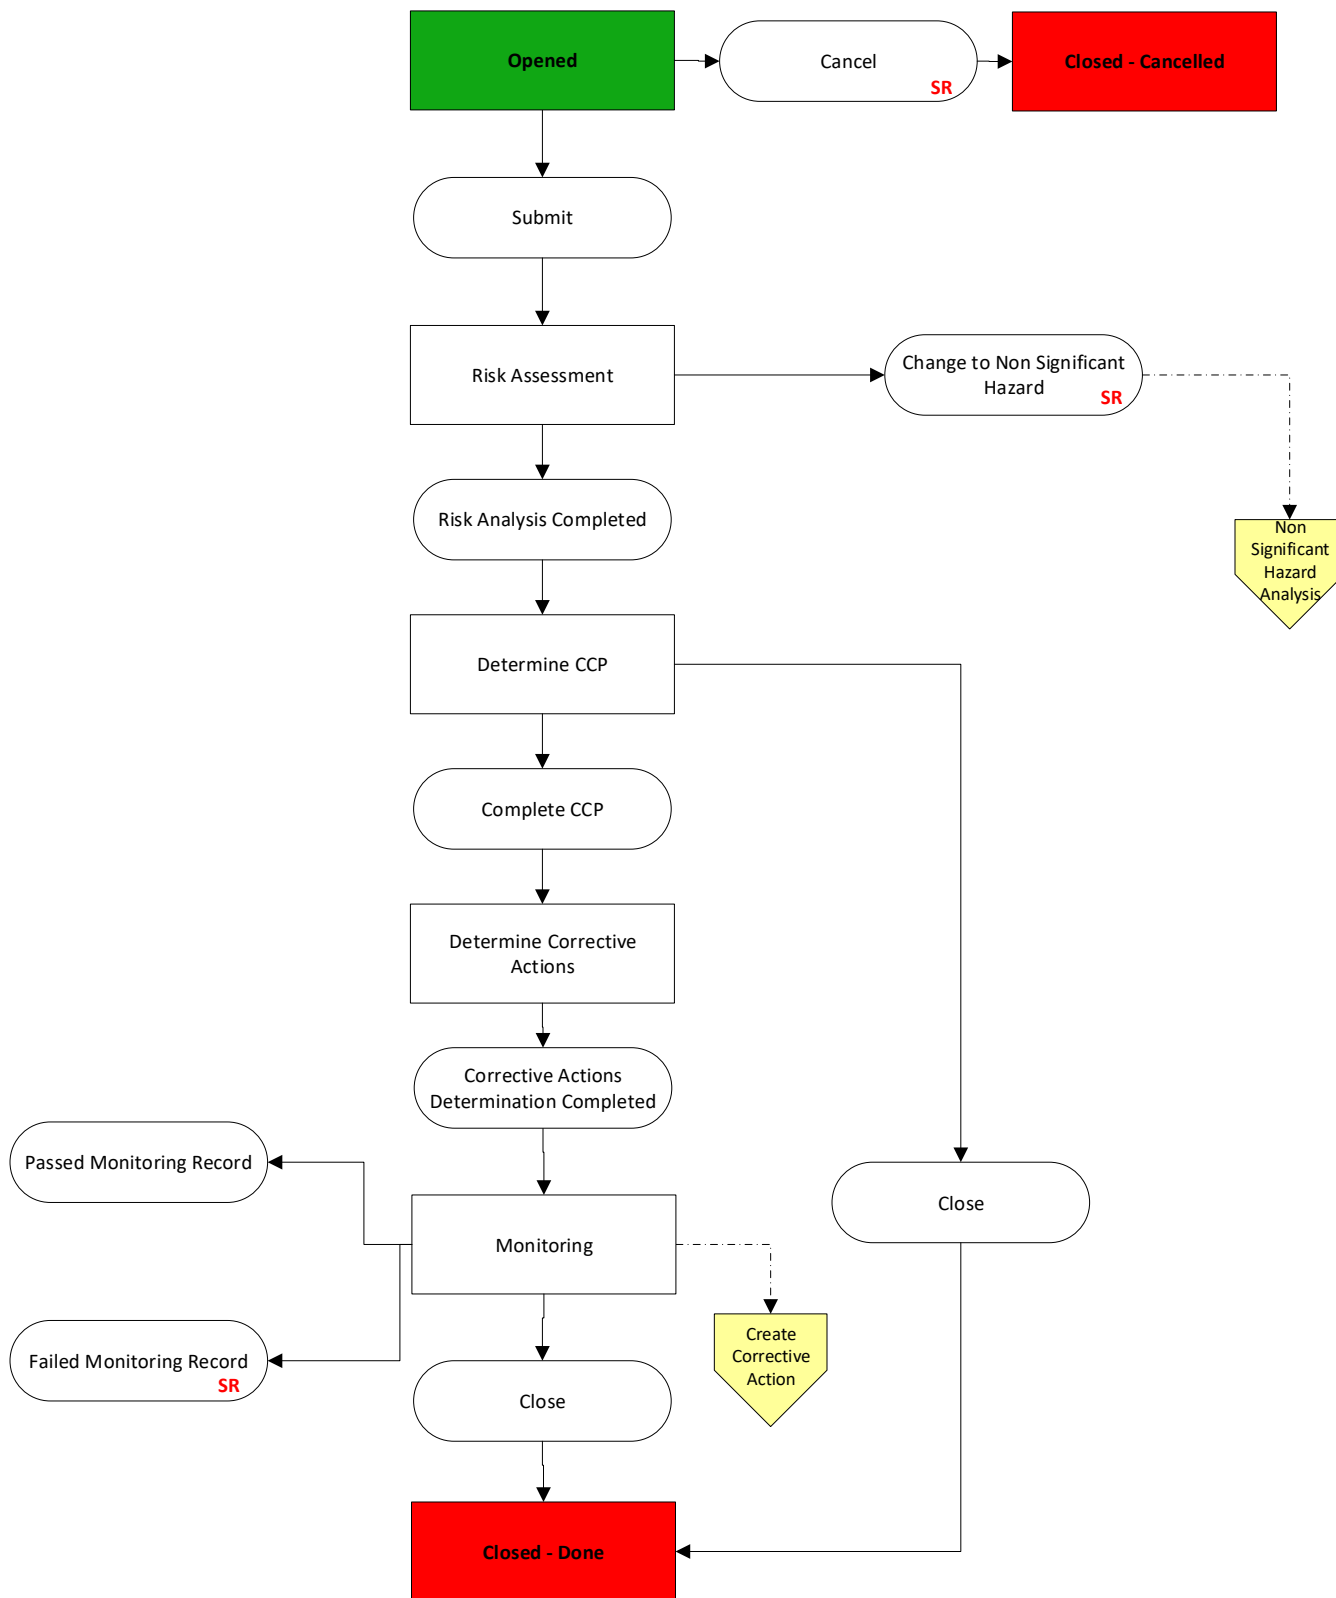 Opened
Cancel
SR
Closed - Cancelled
Submit
Risk Assessment
Change to Non Significant
Hazard
SR
Risk Analysis Completed
Non
Significant
Hazard
Analysis
Determine CCP
Complete CCP
Determine Corrective
Actions
Corrective Actions
Determination Completed
Passed Monitoring Record
Close
Monitoring
Failed Monitoring Record
SR
Create
Corrective
Action
Close
Closed - Done